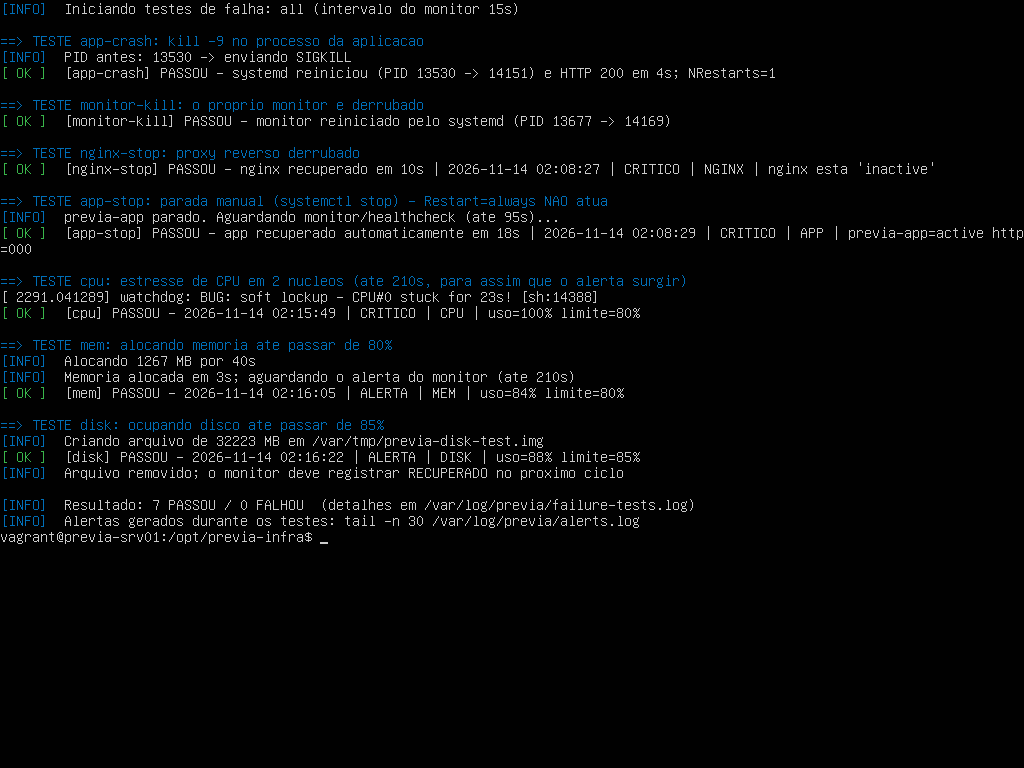 [INFO]  Iniciando testes de falha: all (intervalo do monitor 15s)
==> TESTE app-crash: kill -9 no processo da aplicacao
[INFO]  PID antes: 13530 -> enviando SIGKILL
[ OK ]  [app-crash] PASSOU - systemd reiniciou (PID 13530 -> 14151) e HTTP 200 em 4s; NRestarts=1
==> TESTE monitor-kill: o proprio monitor e derrubado
[ OK ]  [monitor-kill] PASSOU - monitor reiniciado pelo systemd (PID 13677 -> 14169)
==> TESTE nginx-stop: proxy reverso derrubado
[ OK ]  [nginx-stop] PASSOU - nginx recuperado em 10s | 2026-11-14 02:08:27 | CRITICO | NGINX | nginx esta 'inactive'
==> TESTE app-stop: parada manual (systemctl stop) - Restart=always NAO atua
[INFO]  previa-app parado. Aguardando monitor/healthcheck (ate 95s)...
[ OK ]  [app-stop] PASSOU - app recuperado automaticamente em 18s | 2026-11-14 02:08:29 | CRITICO | APP | previa-app=active http
=000
==> TESTE cpu: estresse de CPU em 2 nucleos (ate 210s, para assim que o alerta surgir)
[ 2291.041289] watchdog: BUG: soft lockup - CPU#0 stuck for 23s! [sh:14388]
[ OK ]  [cpu] PASSOU - 2026-11-14 02:15:49 | CRITICO | CPU | uso=100% limite=80%
==> TESTE mem: alocando memoria ate passar de 80%
[INFO]  Alocando 1267 MB por 40s
[INFO]  Memoria alocada em 3s; aguardando o alerta do monitor (ate 210s)
[ OK ]  [mem] PASSOU - 2026-11-14 02:16:05 | ALERTA | MEM | uso=84% limite=80%
==> TESTE disk: ocupando disco ate passar de 85%
[INFO]  Criando arquivo de 32223 MB em /var/tmp/previa-disk-test.img
[ OK ]  [disk] PASSOU - 2026-11-14 02:16:22 | ALERTA | DISK | uso=88% limite=85%
[INFO]  Arquivo removido; o monitor deve registrar RECUPERADO no proximo ciclo
[INFO]  Resultado: 7 PASSOU / 0 FALHOU  (detalhes em /var/log/previa/failure-tests.log)
[INFO]  Alertas gerados durante os testes: tail -n 30 /var/log/previa/alerts.log
vagrant@previa-srv01:/opt/previa-infra$ _